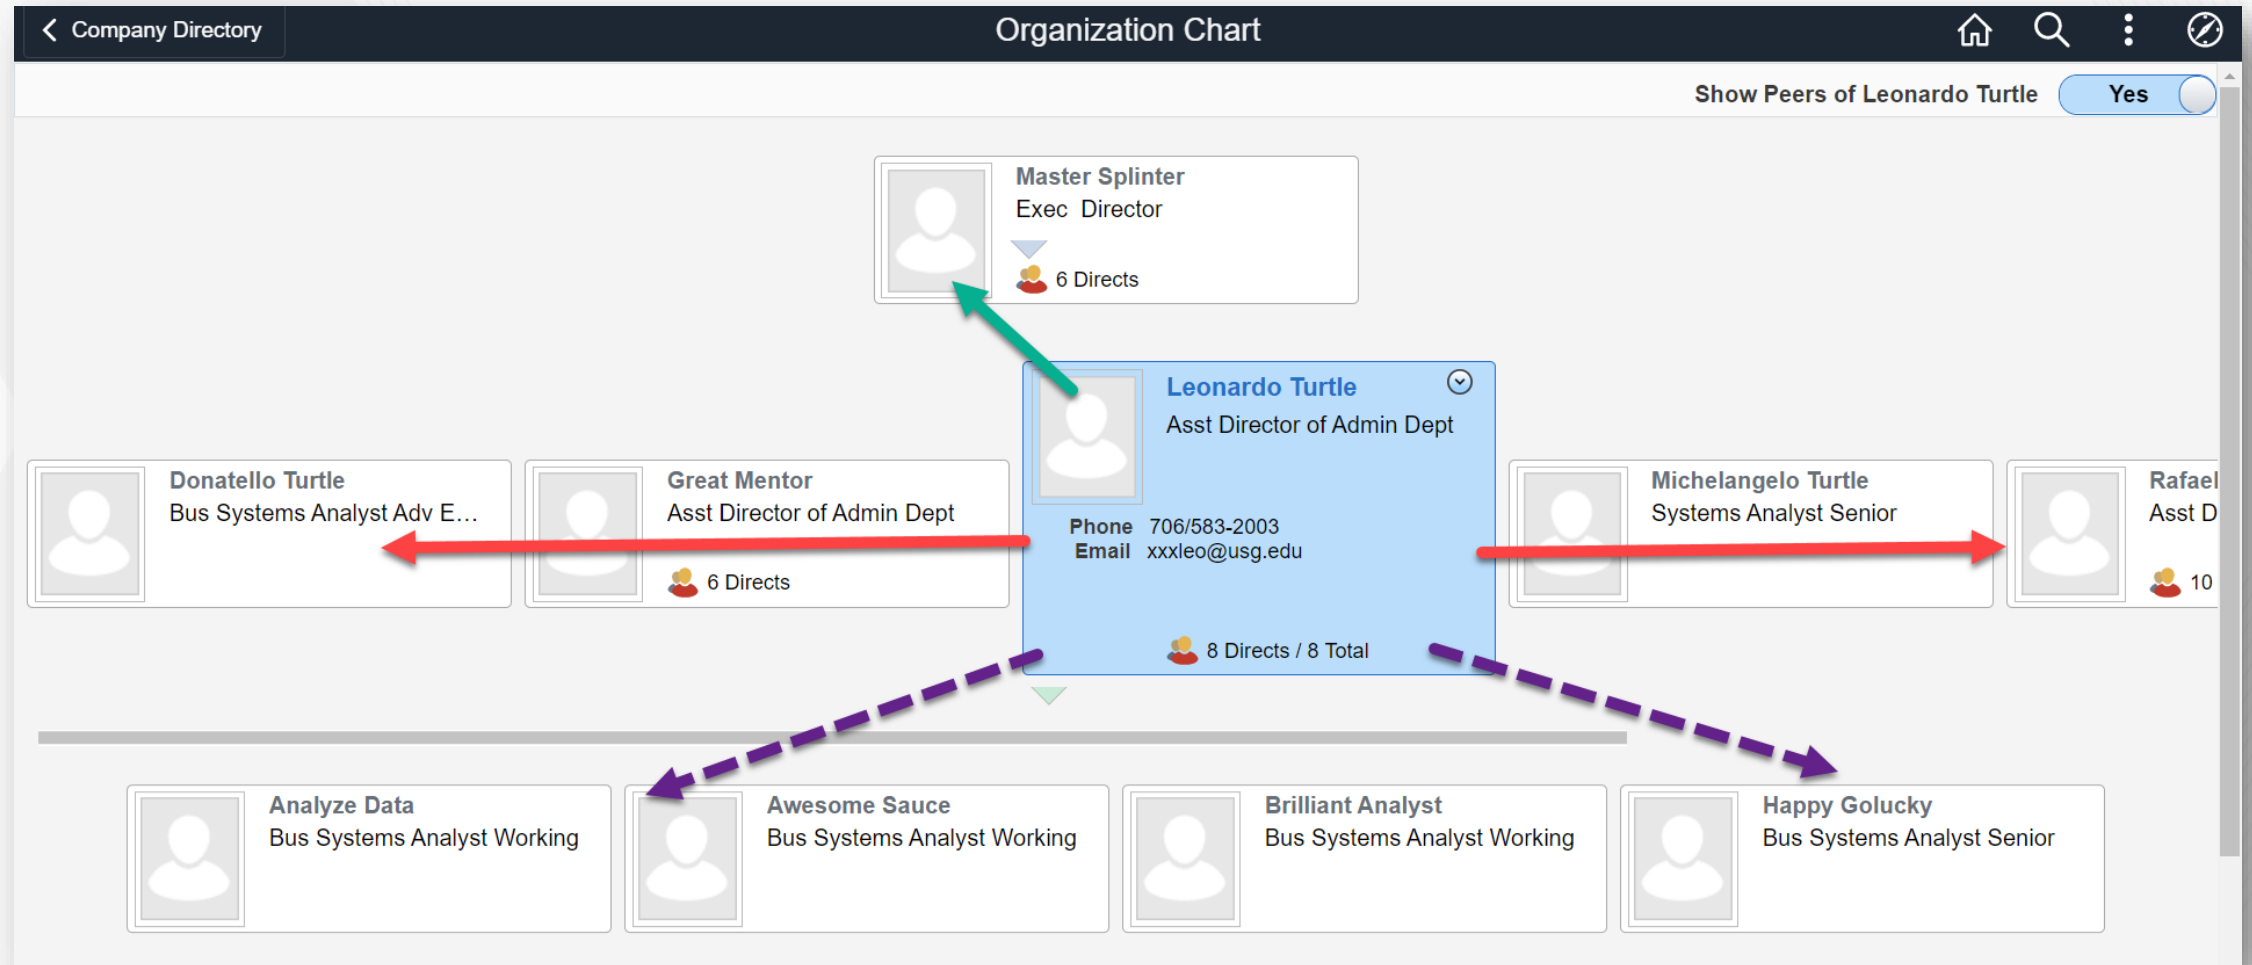 Company Directory
Organization Chart
Show Peers of Leonardo Turtle
Yes
Master Splinter
Exec Director
6 Directs
Leonardo Turtle
Asst Director of Admin Dept
Phone 706/583-2003
Email xxxleo@usg.edu
8 Directs / 8 Total
Donatello Turtle
Bus Systems Analyst Adv E...
Great Mentor
Asst Director of Admin Dept
6 Directs
Michelangelo Turtle
Systems Analyst Senior
Rafael
Asst D
10
Analyze Data
Bus Systems Analyst Working
Awesome Sauce
Bus Systems Analyst Working
Brilliant Analyst
Bus Systems Analyst Working
Happy Golucky
Bus Systems Analyst Senior